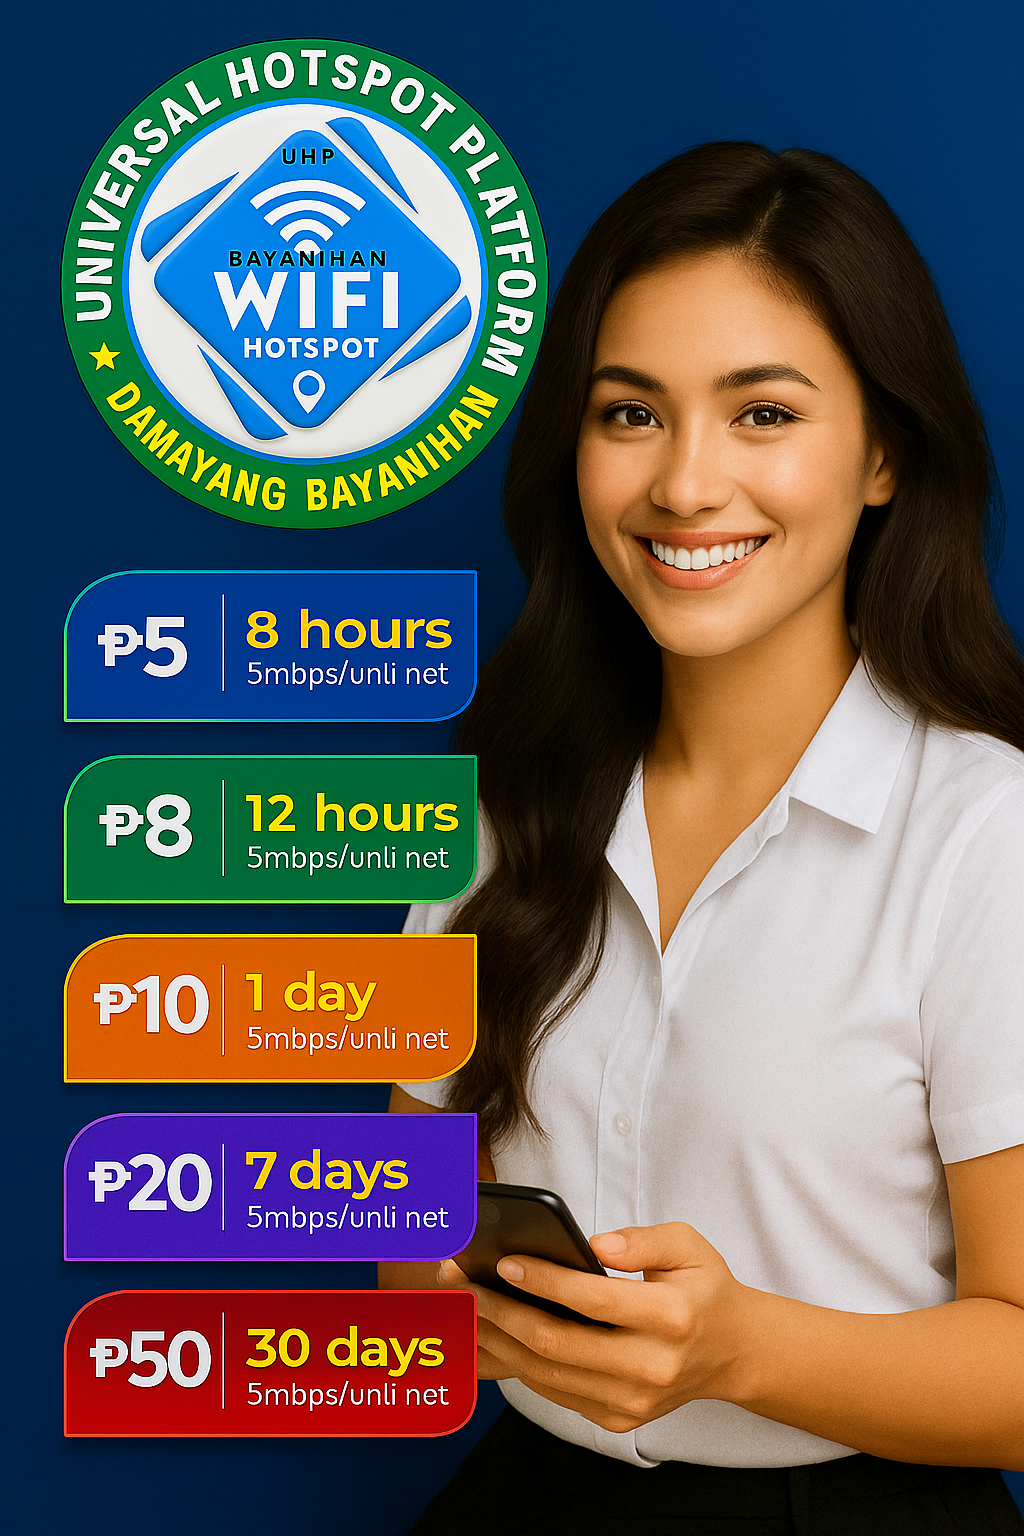 UNIVERSAL HOTSPOT PLATFORM
UHP
BAYANIHAN
WIFI
HOTSPOT
★ DAMAYANG BAYANIHAN
₱5
8 hours
5mbps/unli net
₱8
12 hours
5mbps/unli net
₱10
1 day
5mbps/unli net
₱20
7 days
5mbps/unli net
₱50
30 days
5mbps/unli net